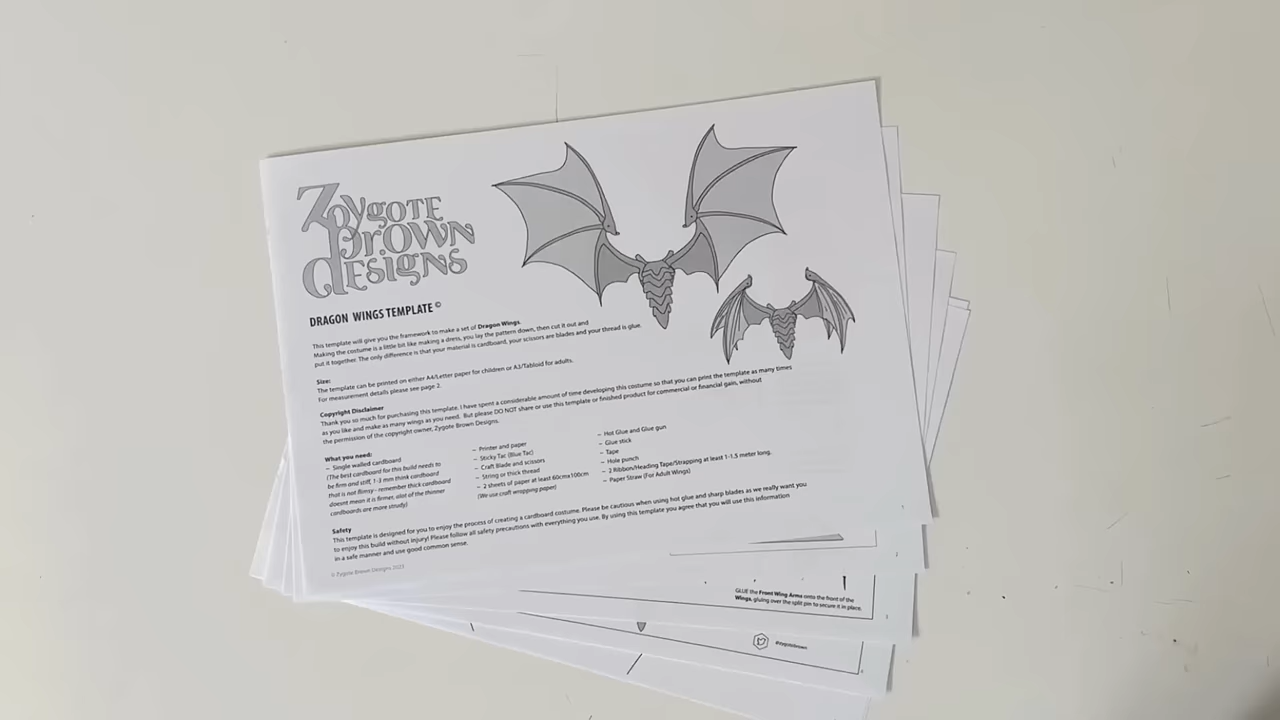 Zygote
Brown
Designs
DRAGON WINGS TEMPLATE ©
This template will give you the framework to make a set of Dragon Wings.
Making the costume is a little bit like making a dress, you lay the pattern down, then cut it out and
put it together. The only difference is that your material is cardboard, your scissors are blades and your thread is glue.
Size:
The template can be printed on either A4/Letter paper for children or A3/Tabloid for adults.
For measurement details please see page 2.
Copyright Disclaimer
Thank you so much for purchasing this template. I have spent a considerable amount of time developing this costume so that you can print the template as many times
as you like and make as many wings as you need. But please DO NOT share or use this template or finished product for commercial or financial gain, without
the permission of the copyright owner, Zygote Brown Designs.
What you need:
– Single walled cardboard
(The best cardboard for this build needs to
be firm and stiff, 1-3 mm think cardboard
that is not flimsy - remember thick cardboard
doesnt mean it is firmer, alot of the thinner
cardboards are more sturdy)
– Printer and paper
– Sticky Tac (Blue Tac)
– Craft Blade and scissors
– String or thick thread
– 2 sheets of paper at least 60cmx100cm
(We use craft wrapping paper)
– Hot Glue and Glue gun
– Glue stick
– Tape
– Hole punch
– 2 Ribbon/Heading Tape/Strapping at least 1-1.5 meter long.
– Paper Straw (For Adult Wings)
Safety
This template is designed for you to enjoy the process of creating a cardboard costume. Please be cautious when using hot glue and sharp blades as we really want you
to enjoy this build without injury! Please follow all safety precautions with everything you use. By using this template you agree that you will use this information
in a safe manner and use good common sense.
© Zygote Brown Designs 2023
1
2
GLUE the Front Wing Arms onto the front of the
Wings, gluing over the split pin to secure it in place.
3
@zygotebrown